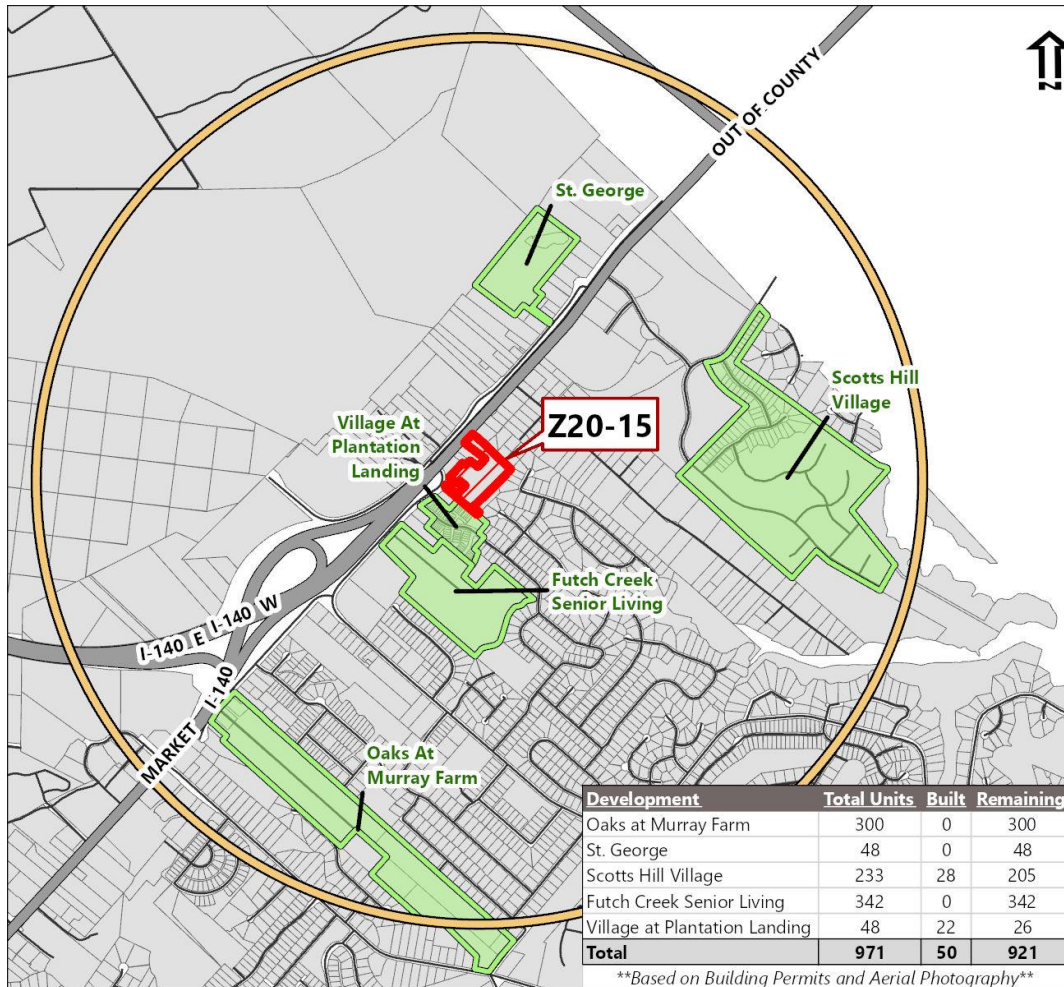 N
OUT OF COUNTY
St. George
Scotts Hill
Village
Village At
Plantation
Landing
Z20-15
Futch Creek
Senior Living
I-140 E
I-140 W
I-140
MARKET
Oaks At
Murray Farm
Development Total Units Built Remaining
Oaks at Murray Farm 300 0 300
St. George 48 0 48
Scotts Hill Village 233 28 205
Futch Creek Senior Living 342 0 342
Village at Plantation Landing 48 22 26
Total 971 50 921
**Based on Building Permits and Aerial Photography**